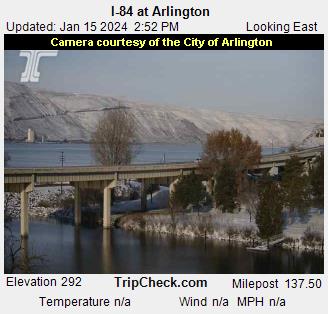 I-84 at Arlington
Updated: Jan 15 2024 2:52 PM Looking East
Camera courtesy of the City of Arlington
Elevation 292 TripCheck.com Milepost 137.50
Temperature n/a Wind n/a MPH n/a